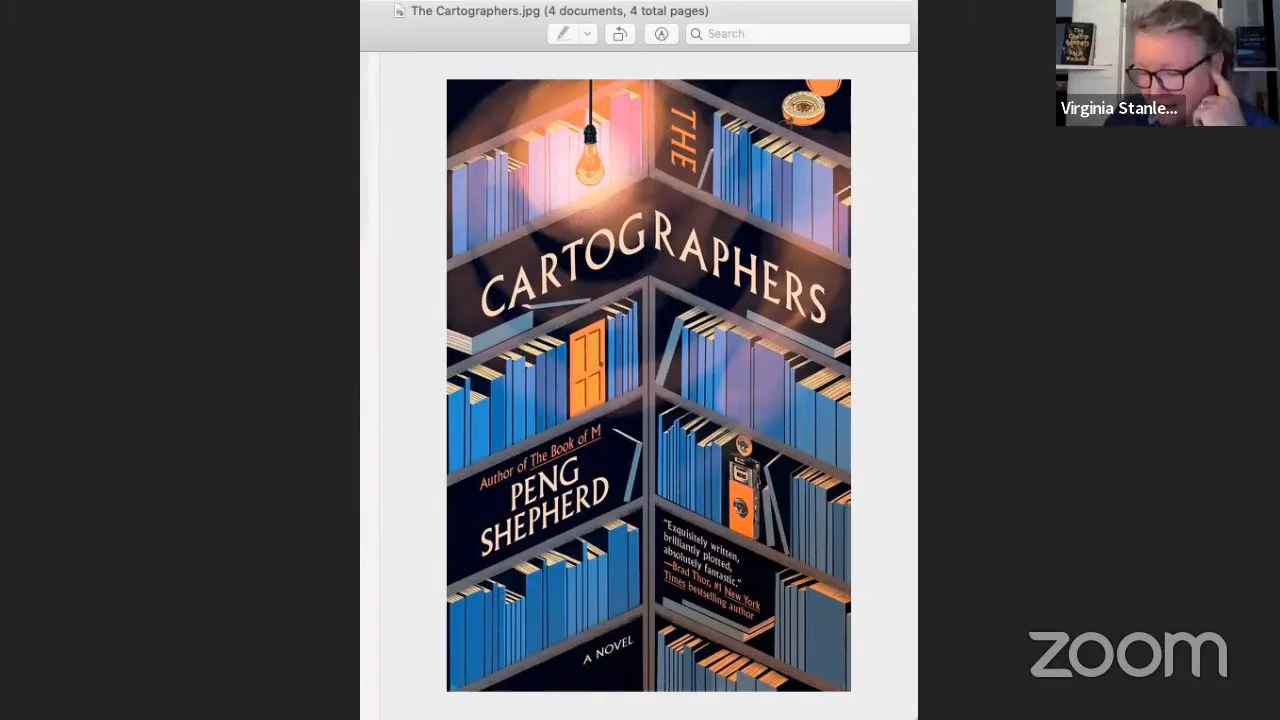 The Cartographers.jpg (4 documents, 4 total pages)
Search
Virginia Stanle...
THE
CARTOGRAPHERS
Author of The Book of M
PENG
SHEPHERD
"Exquisitely written,
brilliantly plotted,
absolutely fantastic."
—Brad Thor, #1 New York
Times bestselling author
A NOVEL
zoom